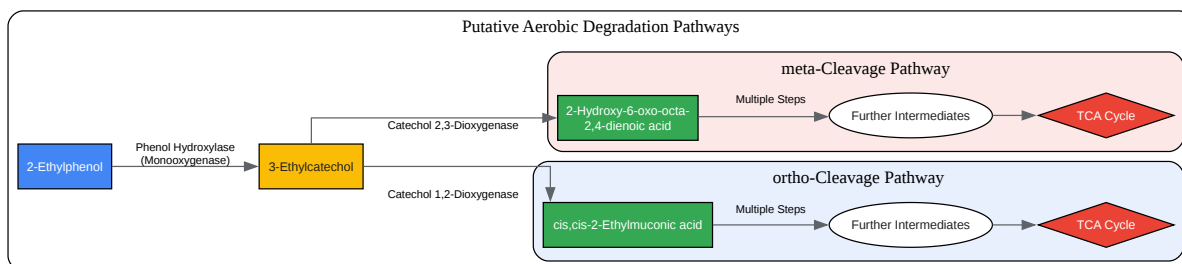 Putative Aerobic Degradation Pathways
meta-Cleavage Pathway
2-Hydroxy-6-oxo-octa-
2,4-dienoic acid
Multiple Steps
Further Intermediates
TCA Cycle
Catechol 2,3-Dioxygenase
2-Ethylphenol
Phenol Hydroxylase
(Monooxygenase)
3-Ethylcatechol
Catechol 1,2-Dioxygenase
ortho-Cleavage Pathway
cis,cis-2-Ethylmuconic acid
Multiple Steps
Further Intermediates
TCA Cycle